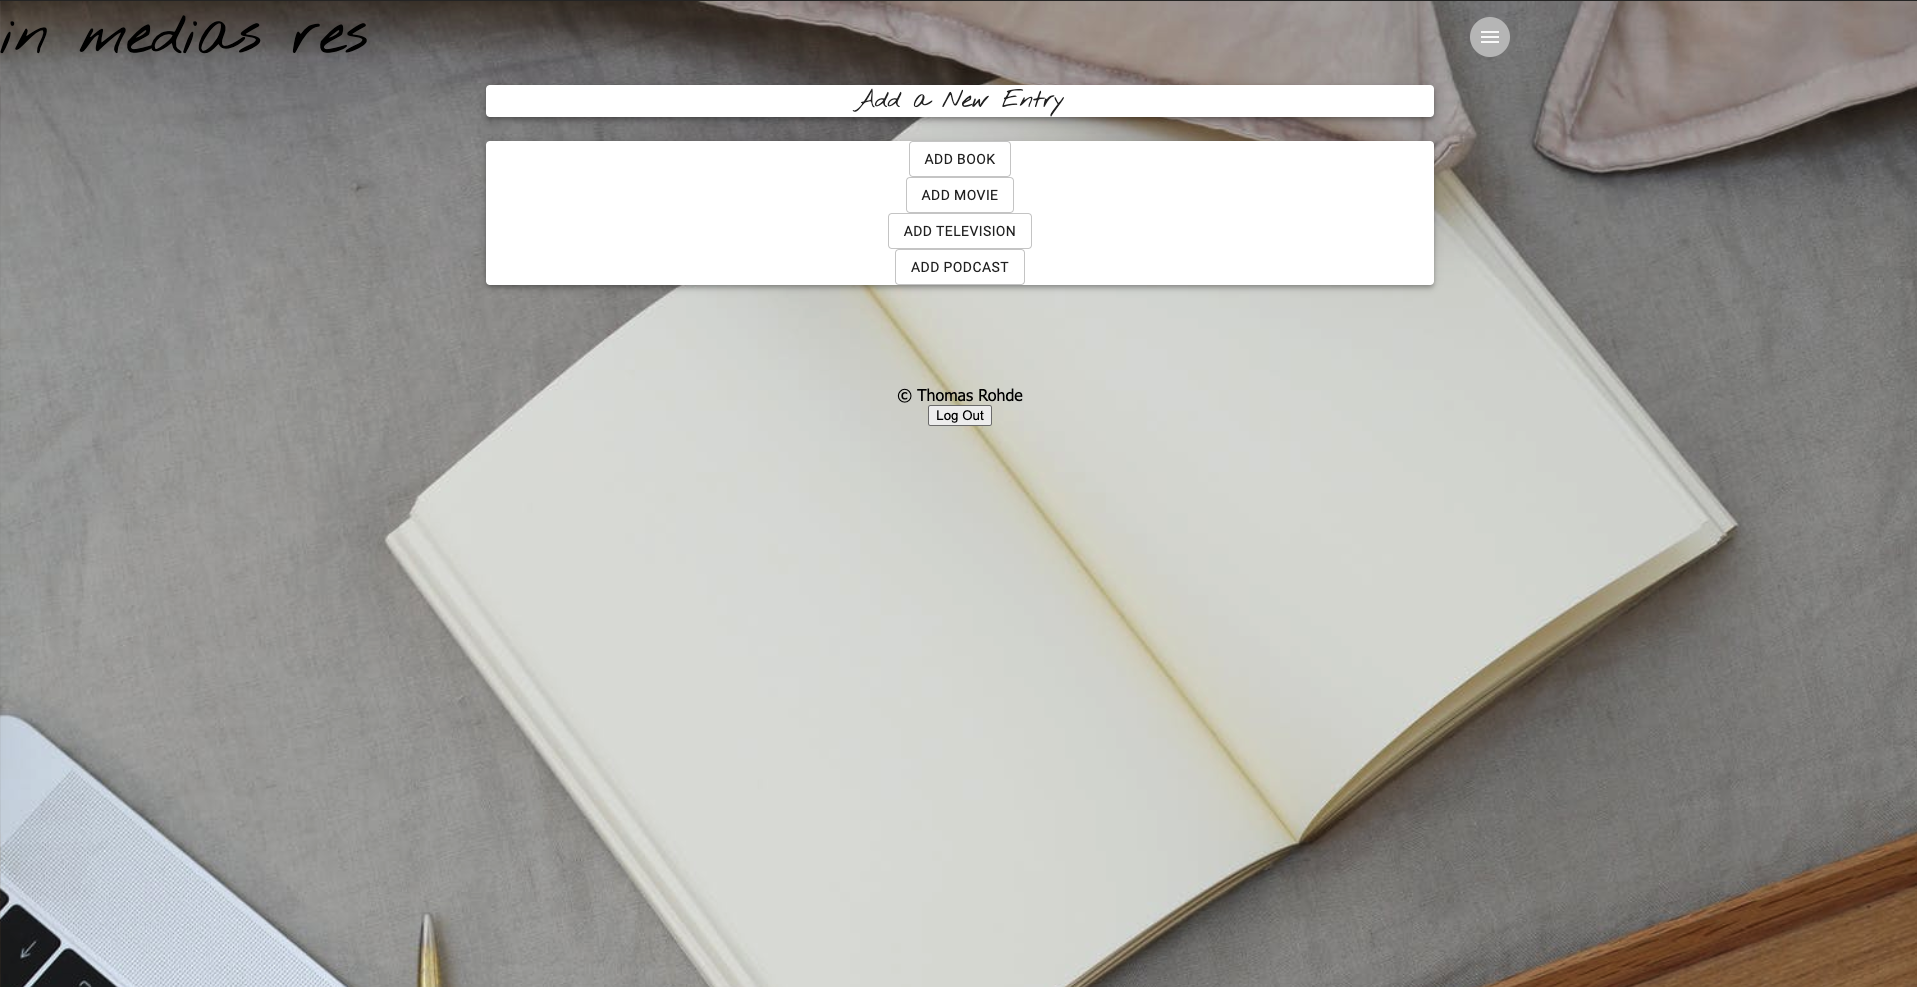 in medias res
Add a New Entry
ADD BOOK
ADD MOVIE
ADD TELEVISION
ADD PODCAST
© Thomas Rohde
Log Out